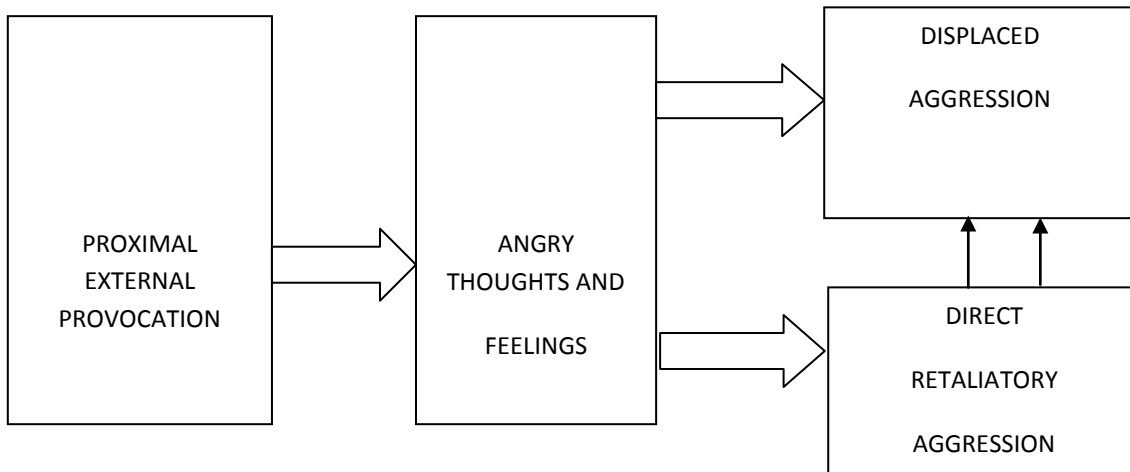 PROXIMAL
EXTERNAL
PROVOCATION
ANGRY
THOUGHTS AND
FEELINGS
DISPLACED
AGGRESSION
DIRECT
RETALIATORY
AGGRESSION